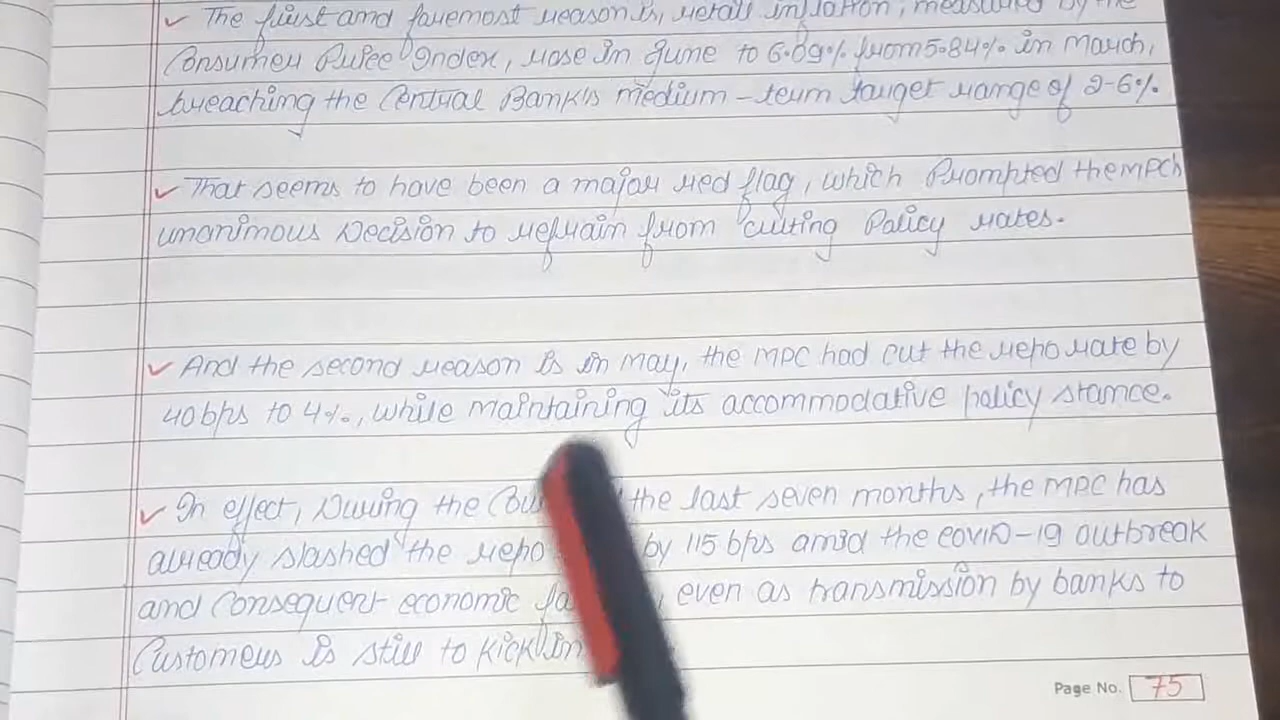 ✓ The first and foremost reason is, retail inflation, measured by the
Consumer Price Index, rose in June to 6.09% from 5.84% in march,
breaching the Central Bank's medium-term target range of 2-6%.
✓ That seems to have been a major red flag, which Prompted the MPC's
unanimous Decision to refrain from cutting Policy rates.
✓ And the second reason is in may, the MPC had cut the repo rate by
40 bps to 4%, while maintaining its accommodative policy stance.
✓ In effect, During the the last seven months, the MPC has
already slashed the repo by 115 bps amid the COVID-19 outbreak
and Consequent economic even as transmission by banks to
Customers is still to kick in
Page No. 75